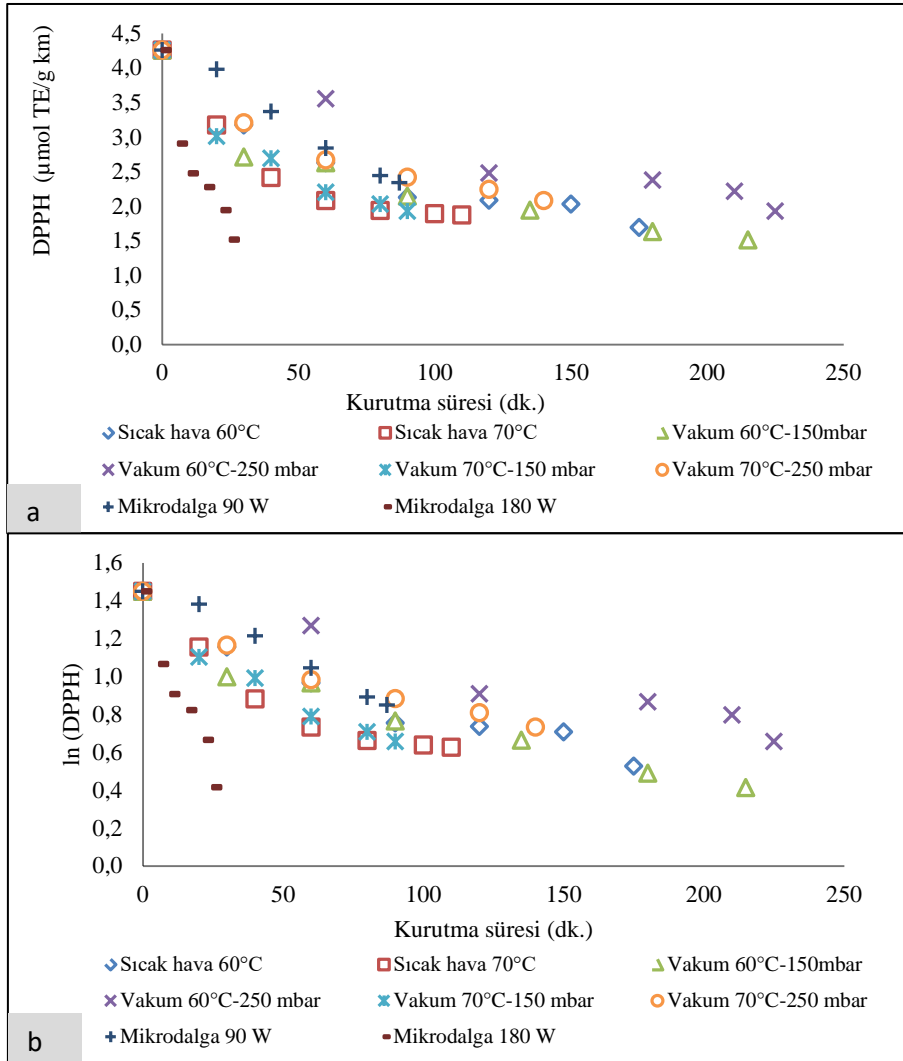 DPPH (µmol TE/g km)
4,5
4,0
3,5
3,0
2,5
2,0
1,5
1,0
0,5
0,0
0 50 100 150 200 250
Kurutma süresi (dk.)
Sıcak hava 60°C Sıcak hava 70°C Vakum 60°C-150mbar
Vakum 60°C-250 mbar Vakum 70°C-150 mbar Vakum 70°C-250 mbar
Mikrodalga 90 W Mikrodalga 180 W
a
ln (DPPH)
1,6
1,4
1,2
1,0
0,8
0,6
0,4
0,2
0,0
0 50 100 150 200 250
Kurutma süresi (dk.)
Sıcak hava 60°C Sıcak hava 70°C Vakum 60°C-150mbar
Vakum 60°C-250 mbar Vakum 70°C-150 mbar Vakum 70°C-250 mbar
Mikrodalga 90 W Mikrodalga 180 W
b